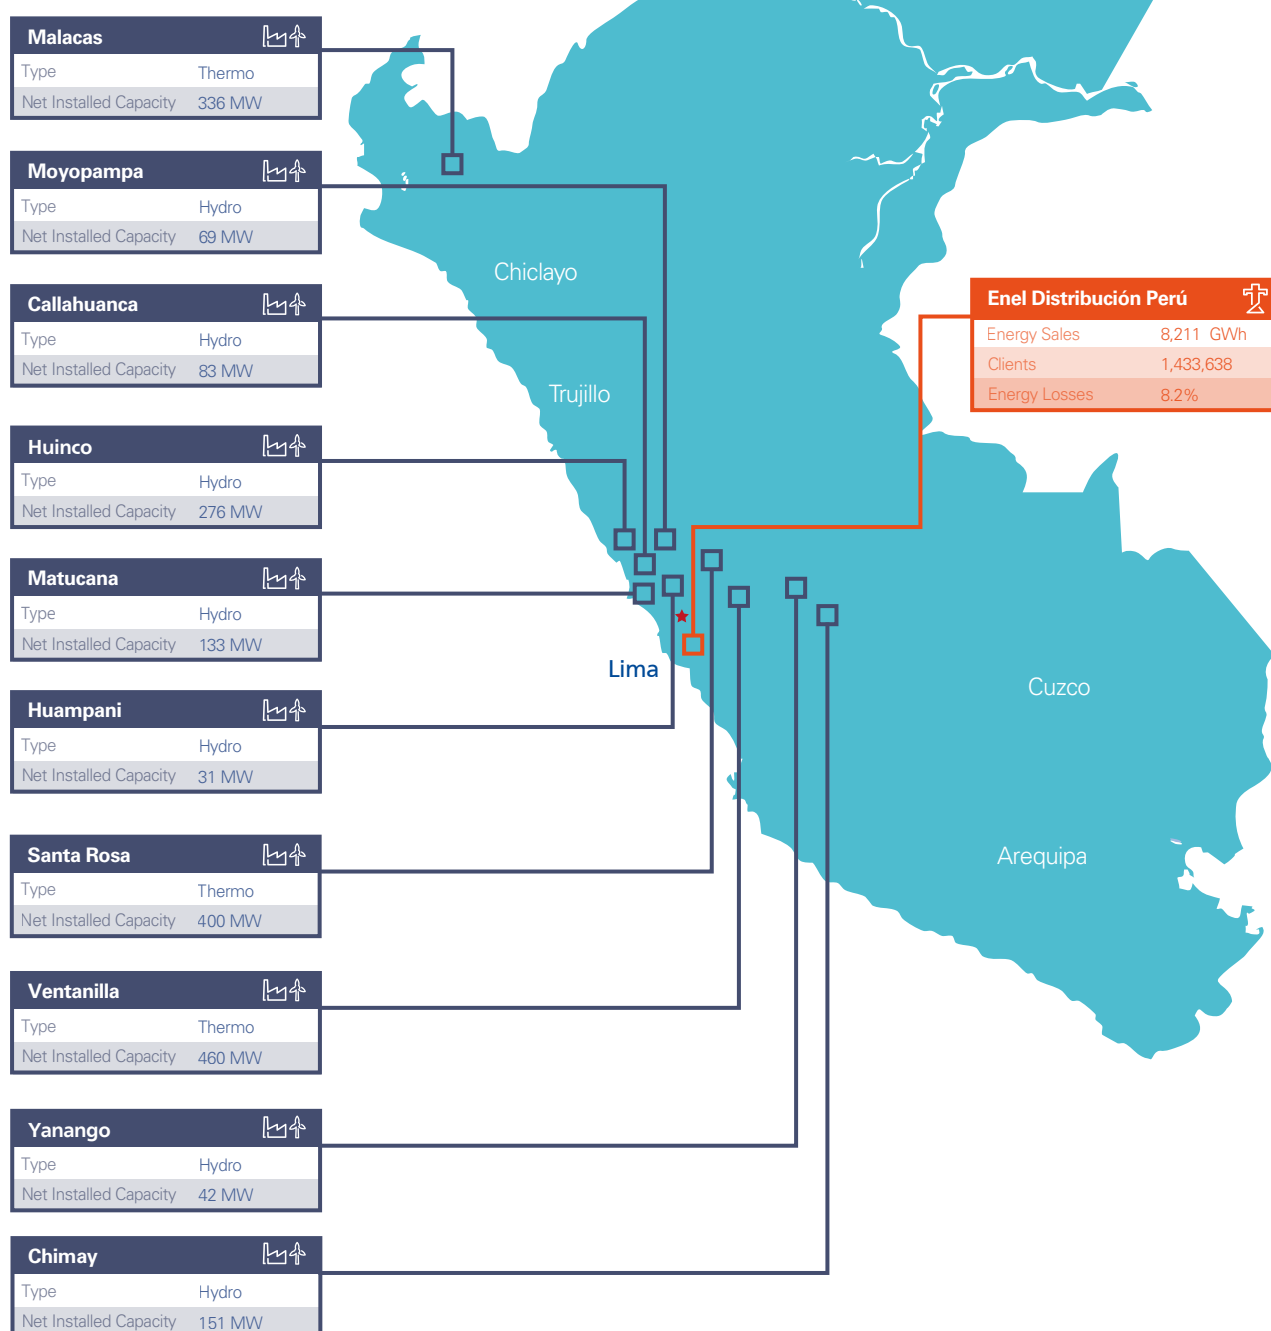 Malacas
Type Thermo
Net Installed Capacity 336 MW
Moyopampa
Type Hydro
Net Installed Capacity 69 MW
Callahuanca
Type Hydro
Net Installed Capacity 83 MW
Huinco
Type Hydro
Net Installed Capacity 276 MW
Matucana
Type Hydro
Net Installed Capacity 133 MW
Huampani
Type Hydro
Net Installed Capacity 31 MW
Santa Rosa
Type Thermo
Net Installed Capacity 400 MW
Ventanilla
Type Thermo
Net Installed Capacity 460 MW
Yanango
Type Hydro
Net Installed Capacity 42 MW
Chimay
Type Hydro
Net Installed Capacity 151 MW
Chiclayo
Trujillo
Lima
Cuzco
Arequipa
Enel Distribución Perú
Energy Sales 8,211 GWh
Clients 1,433,638
Energy Losses 8.2%